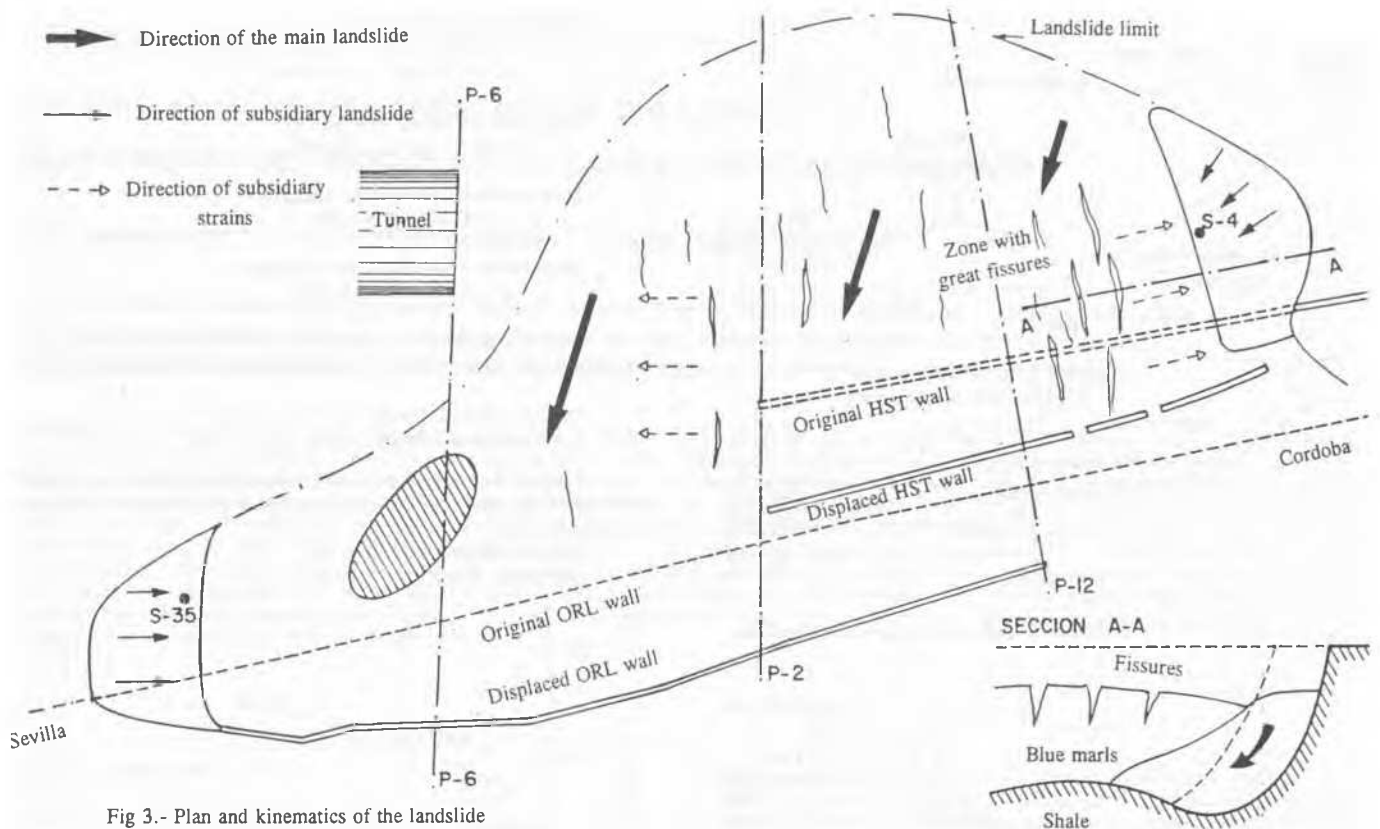 Direction of the main landslide
Landslide limit
P-6
Direction of subsidiary landslide
Direction of subsidiary
strains
Tunnel
S-4
Zone with
great fissures
A
A
Original HST wall
Cordoba
Displaced HST wall
S-35
P-12
Original ORL wall
SECCION A-A
Fissures
P-2
Displaced ORL wall
Sevilla
Blue marls
P-6
Fig 3.- Plan and kinematics of the landslide
Shale